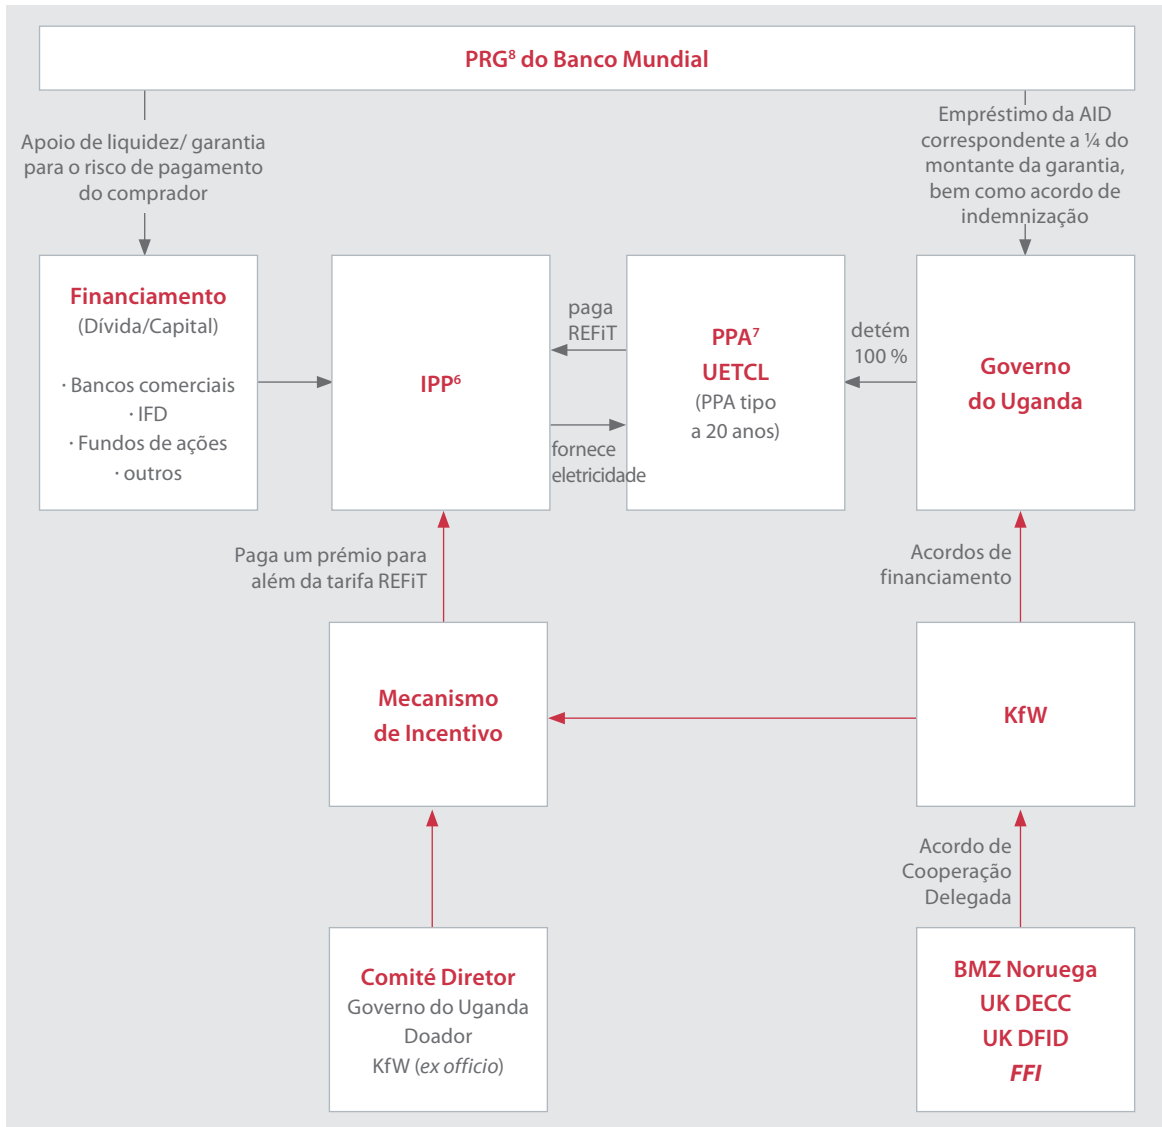 PRG⁸ do Banco Mundial
Apoio de liquidez/ garantia
para o risco de pagamento
do comprador
Empréstimo da AID
correspondente a ¼ do
montante da garantia,
bem como acordo de
indemnização
Financiamento
(Dívida/Capital)
· Bancos comerciais
· IFD
· Fundos de ações
· outros
IPP⁶
paga
REFiT
fornece
eletricidade
PPA⁷
UETCL
(PPA tipo
a 20 anos)
detém
100 %
Governo
do Uganda
Paga um prémio para
além da tarifa REFiT
Acordos de
financiamento
Mecanismo
de Incentivo
KfW
Acordo de
Cooperação
Delegada
Comité Diretor
Governo do Uganda
Doador
KfW (ex officio)
BMZ Noruega
UK DECC
UK DFID
FFI